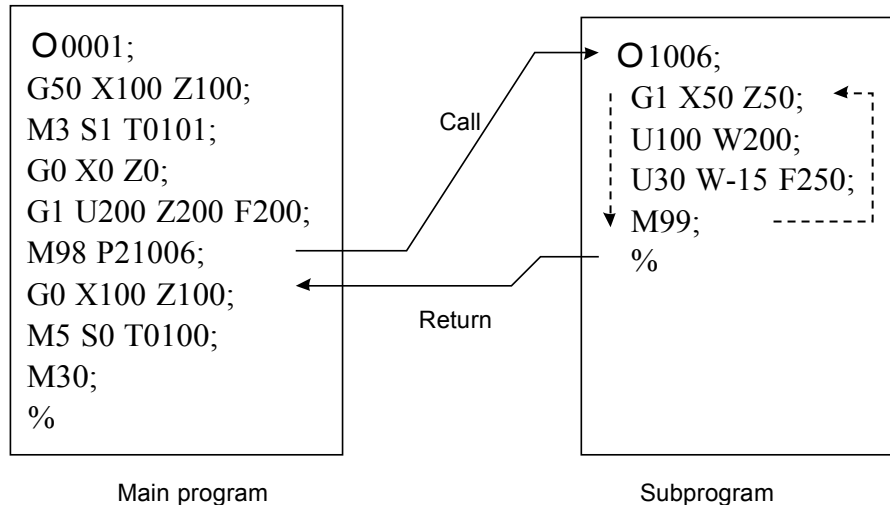 O0001;
G50 X100 Z100;
M3 S1 T0101;
G0 X0 Z0;
G1 U200 Z200 F200;
M98 P21006;
G0 X100 Z100;
M5 S0 T0100;
M30;
%
Call
Return
O1006;
G1 X50 Z50;
U100 W200;
U30 W-15 F250;
M99;
%
Main program
Subprogram